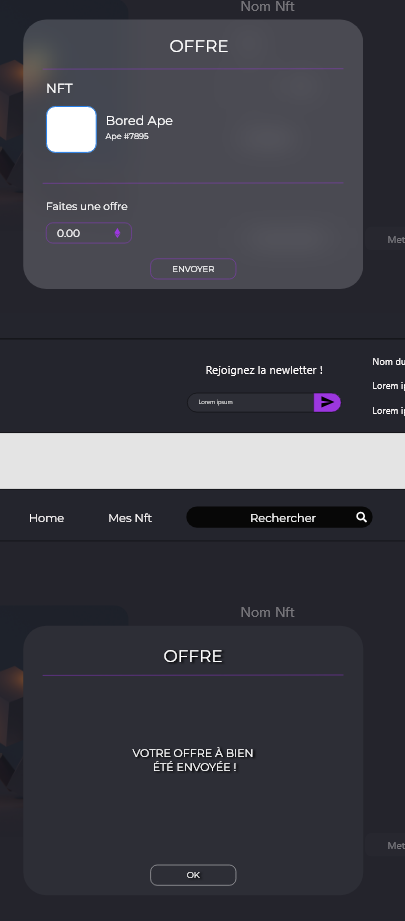 Nom Nft
OFFRE
NFT
Bored Ape
Ape #7895
Faites une offre
0.00
Met
ENVOYER
Rejoignez la newletter !
Nom du
Lorem ip
Lorem ipsum
Lorem ip
Home
Mes Nft
Rechercher
Nom Nft
OFFRE
VOTRE OFFRE À BIEN
ÉTÉ ENVOYÉE !
Met
OK